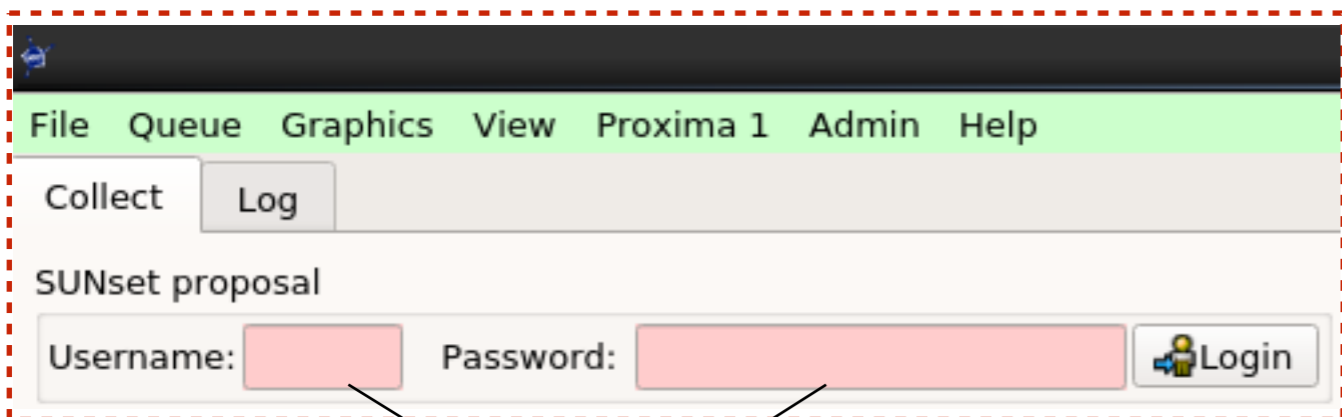 File Queue Graphics View Proxima 1 Admin Help
Collect Log
SUNset proposal
Username: Password: Login